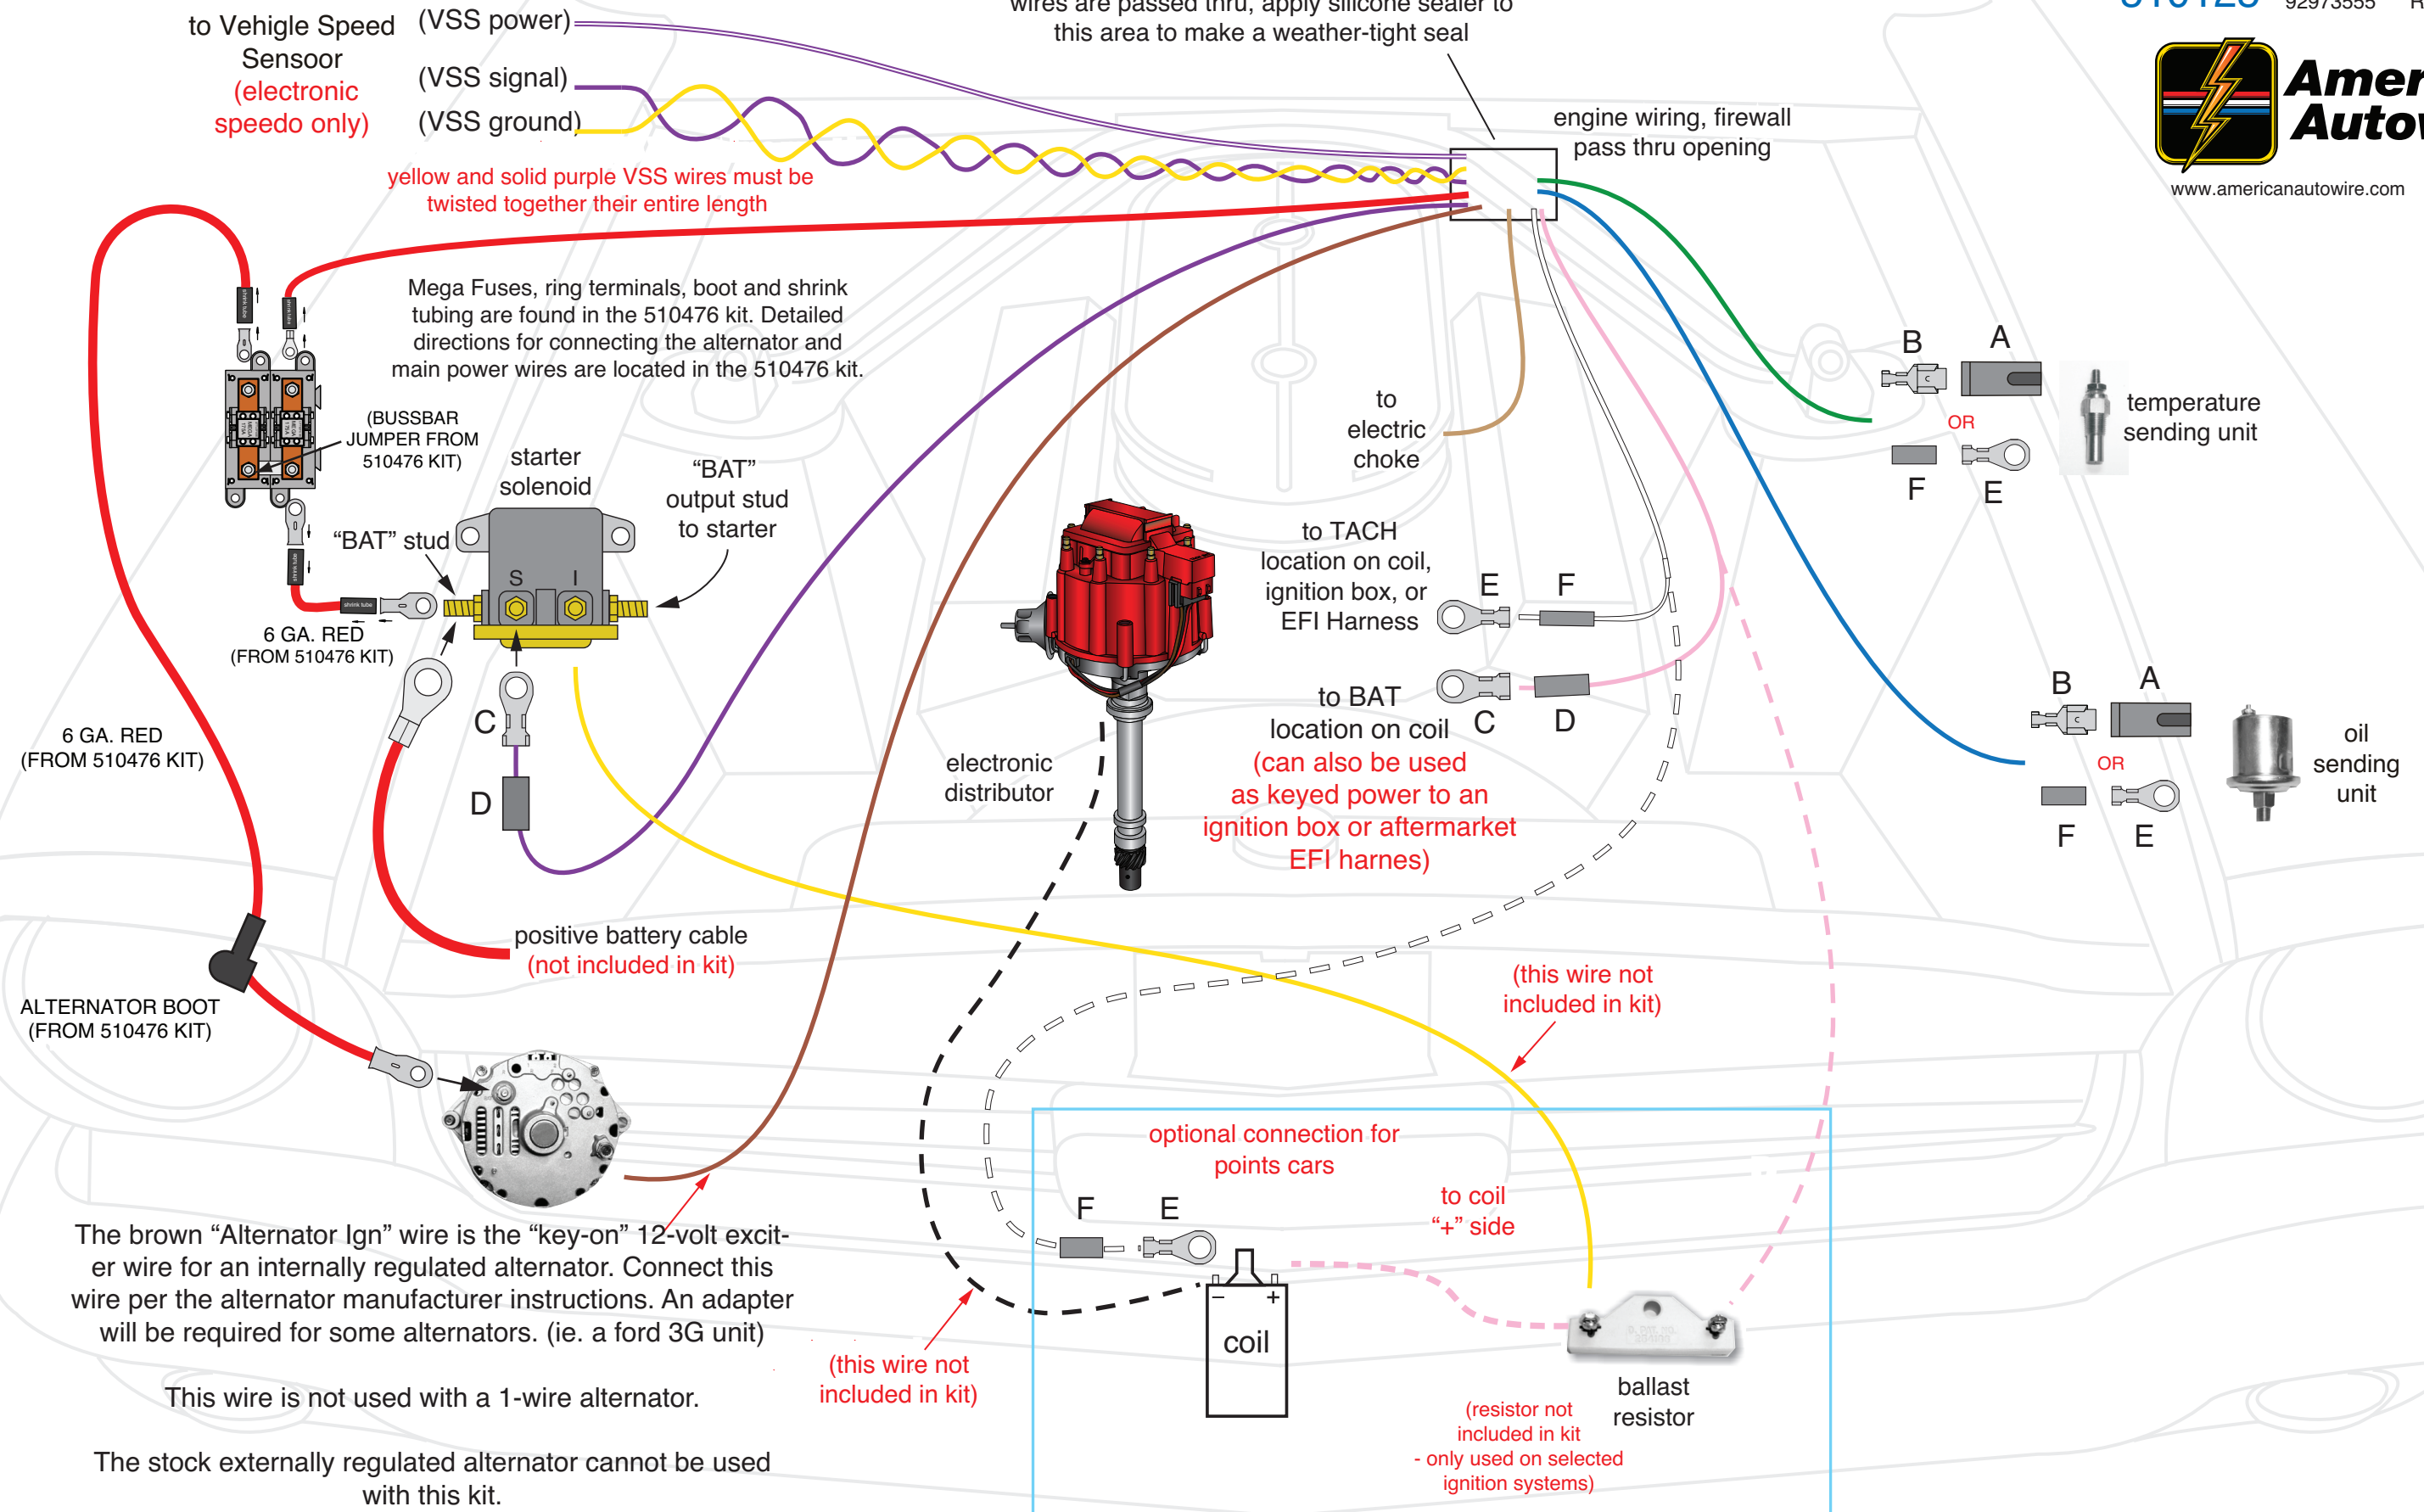 wires are passed thru, apply silicone sealer to
this area to make a weather-tight seal
92973555
www.americanautowire.com
to Vehigle Speed
Sensoor
(electronic
speedo only)
(VSS power)
(VSS signal)
(VSS ground)
yellow and solid purple VSS wires must be
twisted together their entire length
engine wiring, firewall
pass thru opening
Mega Fuses, ring terminals, boot and shrink
tubing are found in the 510476 kit. Detailed
directions for connecting the alternator and
main power wires are located in the 510476 kit.
(BUSSBAR
JUMPER FROM
510476 KIT)
starter
solenoid
“BAT”
output stud
to starter
“BAT” stud
S I
shrink tube
6 GA. RED
(FROM 510476 KIT)
C
D
6 GA. RED
(FROM 510476 KIT)
positive battery cable
(not included in kit)
ALTERNATOR BOOT
(FROM 510476 KIT)
to
electric
choke
to TACH
location on coil,
ignition box, or
EFI Harness
E F
to BAT
location on coil
(can also be used
as keyed power to an
ignition box or aftermarket
EFI harnes)
C D
electronic
distributor
B A
C
OR
F E
temperature
sending unit
B A
C
OR
F E
oil
sending
unit
(this wire not
included in kit)
optional connection for
points cars
F E
to coil
“+” side
− +
coil
ballast
resistor
(resistor not
included in kit
- only used on selected
ignition systems)
(this wire not
included in kit)
The brown “Alternator Ign” wire is the “key-on” 12-volt excit-
er wire for an internally regulated alternator. Connect this
wire per the alternator manufacturer instructions. An adapter
will be required for some alternators. (ie. a ford 3G unit)
This wire is not used with a 1-wire alternator.
The stock externally regulated alternator cannot be used
with this kit.